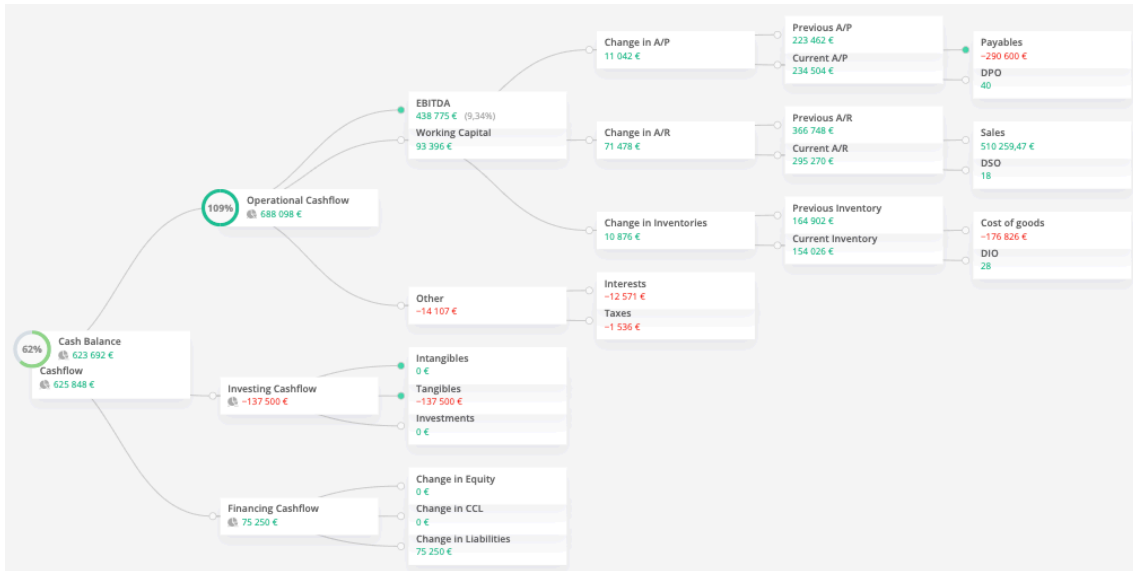 Change in A/P
11 042 €
Previous A/P
223 462 €
Current A/P
234 504 €
Payables
−290 600 €
DPO
40
EBITDA
438 775 € (9,34%)
Working Capital
93 396 €
Change in A/R
71 478 €
Previous A/R
366 748 €
Current A/R
295 270 €
Sales
510 259,47 €
DSO
18
109%
Operational Cashflow
688 098 €
Change in Inventories
10 876 €
Previous Inventory
164 902 €
Current Inventory
154 026 €
Cost of goods
−176 826 €
DIO
28
Other
−14 107 €
Interests
−12 571 €
Taxes
−1 536 €
62%
Cash Balance
623 692 €
Cashflow
625 848 €
Investing Cashflow
−137 500 €
Intangibles
0 €
Tangibles
−137 500 €
Investments
0 €
Financing Cashflow
75 250 €
Change in Equity
0 €
Change in CCL
0 €
Change in Liabilities
75 250 €